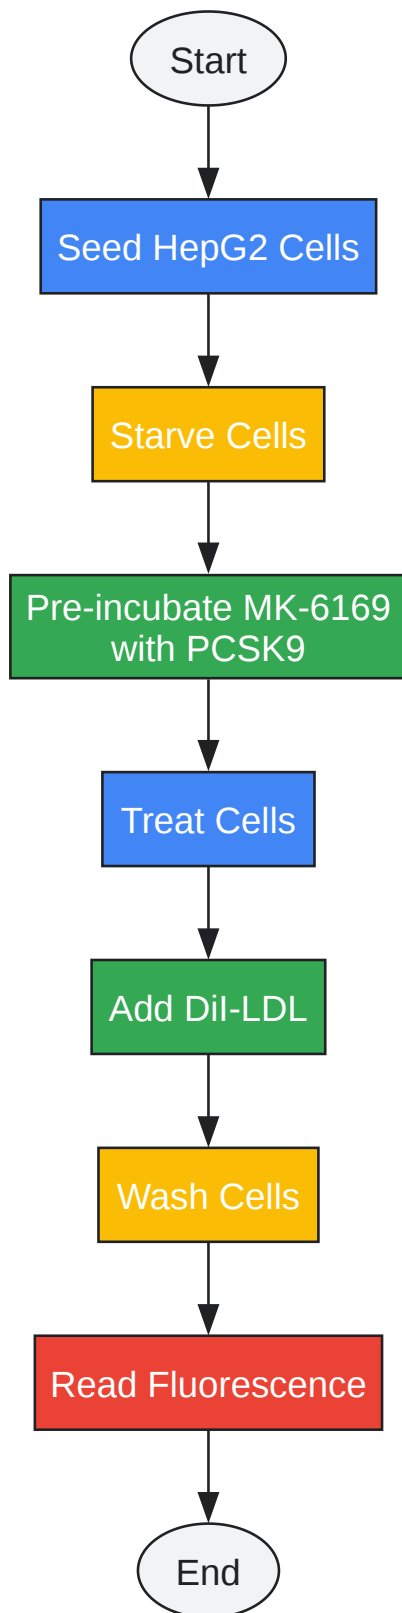 Start
Seed HepG2 Cells
Starve Cells
Pre-incubate MK-6169
with PCSK9
Treat Cells
Add DiI-LDL
Wash Cells
Read Fluorescence
End